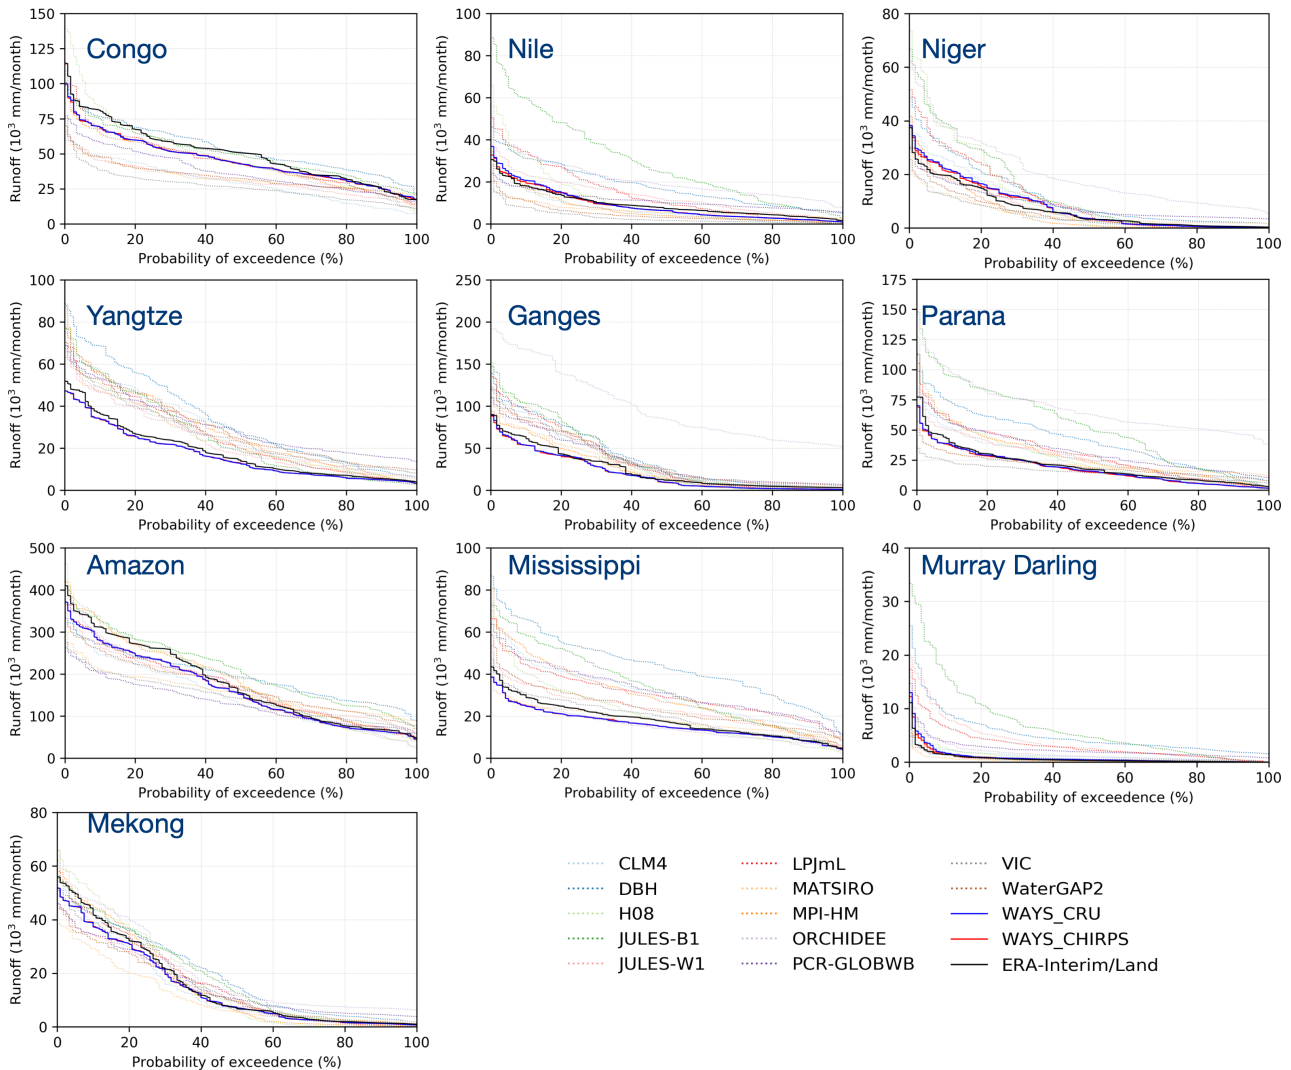 Congo
Runoff (10³ mm/month)
150
125
100
75
50
25
0
0 20 40 60 80 100
Probability of exceedence (%)
Nile
Runoff (10³ mm/month)
100
80
60
40
20
0
0 20 40 60 80 100
Probability of exceedence (%)
Niger
Runoff (10³ mm/month)
80
60
40
20
0
0 20 40 60 80 100
Probability of exceedence (%)
Yangtze
Runoff (10³ mm/month)
100
80
60
40
20
0
0 20 40 60 80 100
Probability of exceedence (%)
Ganges
Runoff (10³ mm/month)
250
200
150
100
50
0
0 20 40 60 80 100
Probability of exceedence (%)
Parana
Runoff (10³ mm/month)
175
150
125
100
75
50
25
0
0 20 40 60 80 100
Probability of exceedence (%)
Amazon
Runoff (10³ mm/month)
500
400
300
200
100
0
0 20 40 60 80 100
Probability of exceedence (%)
Mississippi
Runoff (10³ mm/month)
100
80
60
40
20
0
0 20 40 60 80 100
Probability of exceedence (%)
Murray Darling
Runoff (10³ mm/month)
40
30
20
10
0
0 20 40 60 80 100
Probability of exceedence (%)
Mekong
Runoff (10³ mm/month)
80
60
40
20
0
0 20 40 60 80 100
Probability of exceedence (%)
CLM4
DBH
H08
JULES-B1
JULES-W1
LPJmL
MATSIRO
MPI-HM
ORCHIDEE
PCR-GLOBWB
VIC
WaterGAP2
WAYS_CRU
WAYS_CHIRPS
ERA-Interim/Land